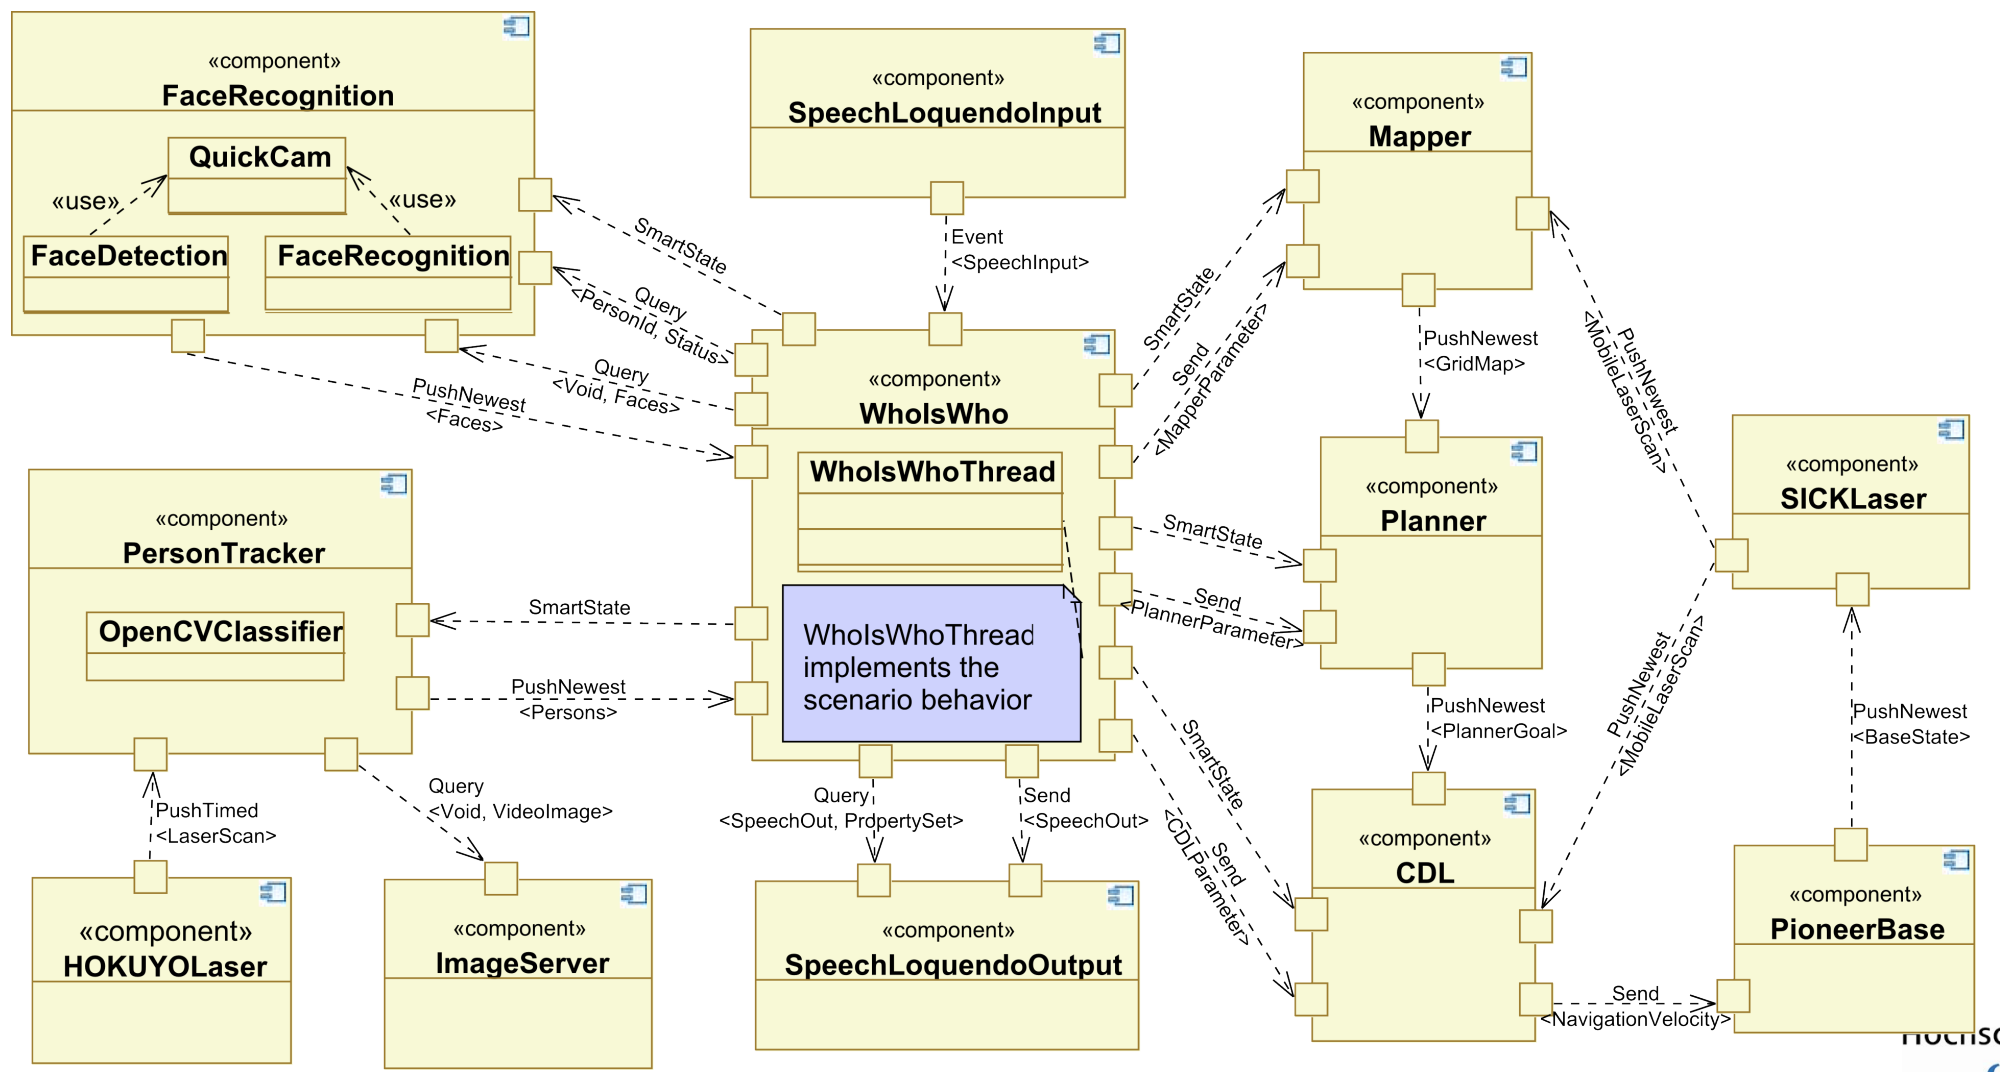 «component»
FaceRecognition
QuickCam
«use»
«use»
FaceDetection
FaceRecognition
«component»
SpeechLoquendoInput
Event
<SpeechInput>
«component»
Mapper
SmartState
Query
<PersonId, Status>
Query
<Void, Faces>
PushNewest
<Faces>
SmartState
Send
<MapperParameter>
PushNewest
<GridMap>
PushNewest
<MobileLaserScan>
«component»
WhoIsWho
WhoIsWhoThread
WhoIsWhoThread
implements the
scenario behavior
«component»
Planner
«component»
SICKLaser
«component»
PersonTracker
OpenCVClassifier
SmartState
PushNewest
<Persons>
SmartState
Send
<PlannerParameter>
PushNewest
<PlannerGoal>
PushNewest
<MobileLaserScan>
PushNewest
<BaseState>
PushTimed
<LaserScan>
Query
<Void, VideoImage>
Query
<SpeechOut, PropertySet>
Send
<SpeechOut>
SmartState
Send
<CDLParameter>
«component»
HOKUYOLaser
«component»
ImageServer
«component»
SpeechLoquendoOutput
«component»
CDL
Send
<NavigationVelocity>
«component»
PioneerBase